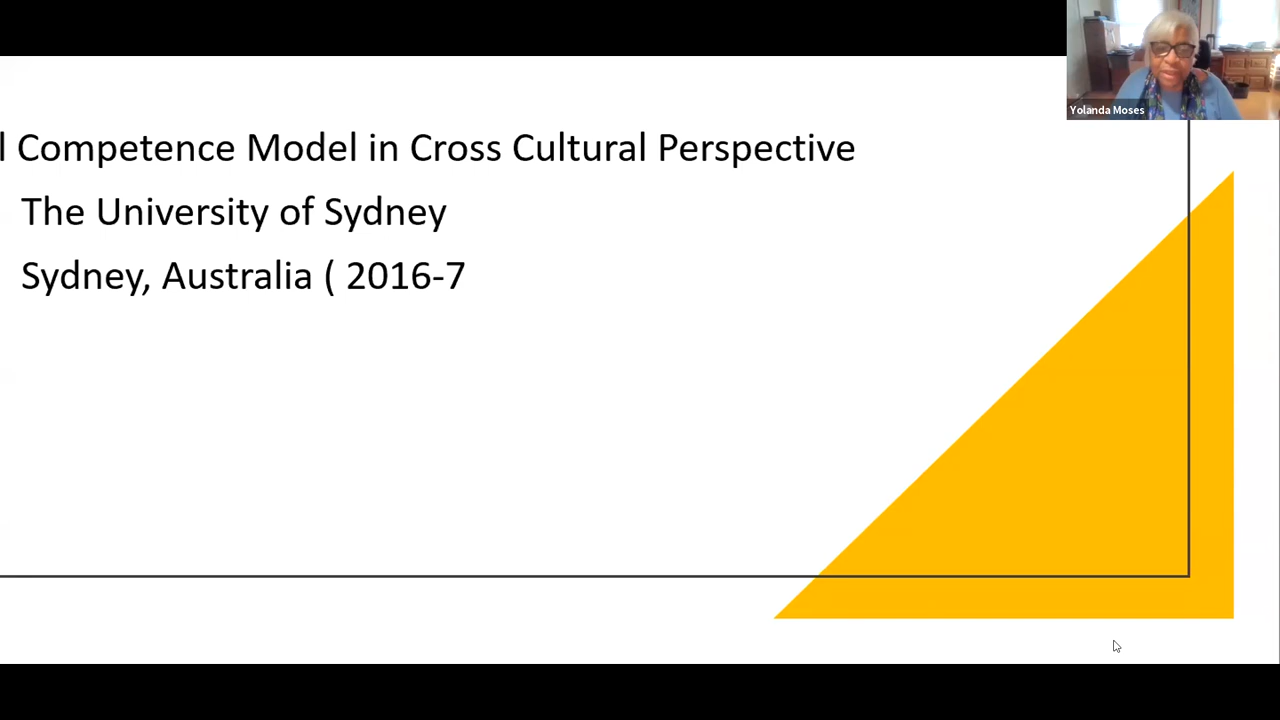 Yolanda Moses
l Competence Model in Cross Cultural Perspective
The University of Sydney
Sydney, Australia ( 2016-7